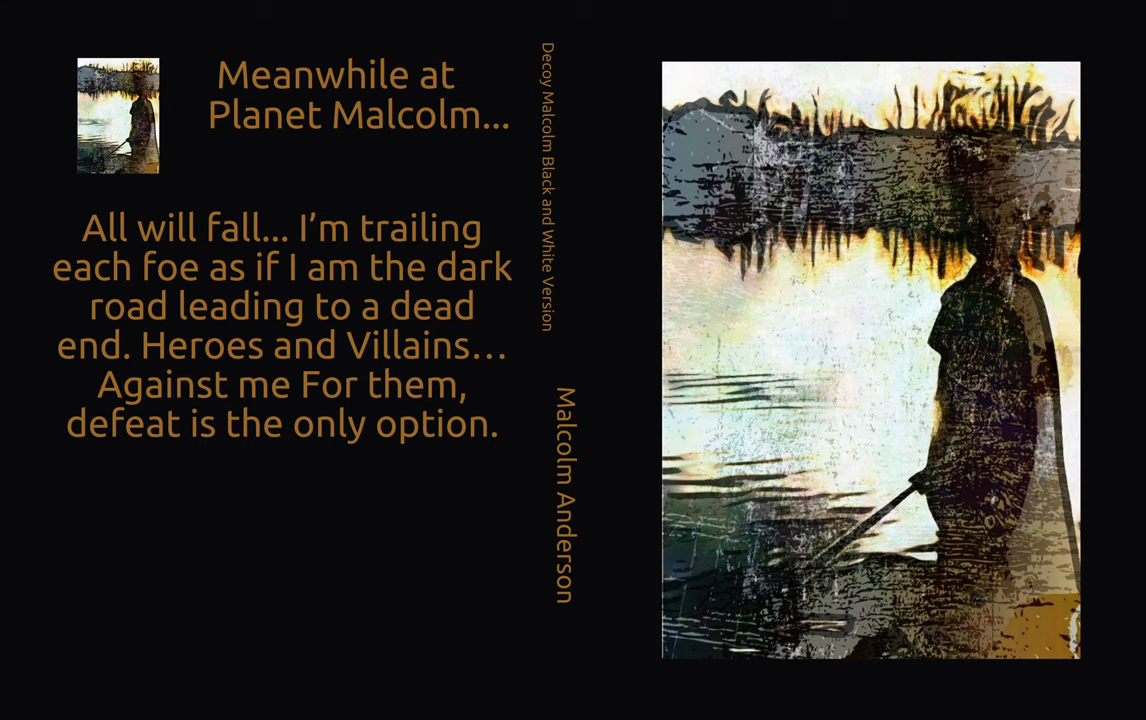 Meanwhile at
Planet Malcolm...
All will fall... I’m trailing
each foe as if I am the dark
road leading to a dead
end. Heroes and Villains…
Against me For them,
defeat is the only option.
Decoy Malcolm Black and White Version
Malcolm Anderson